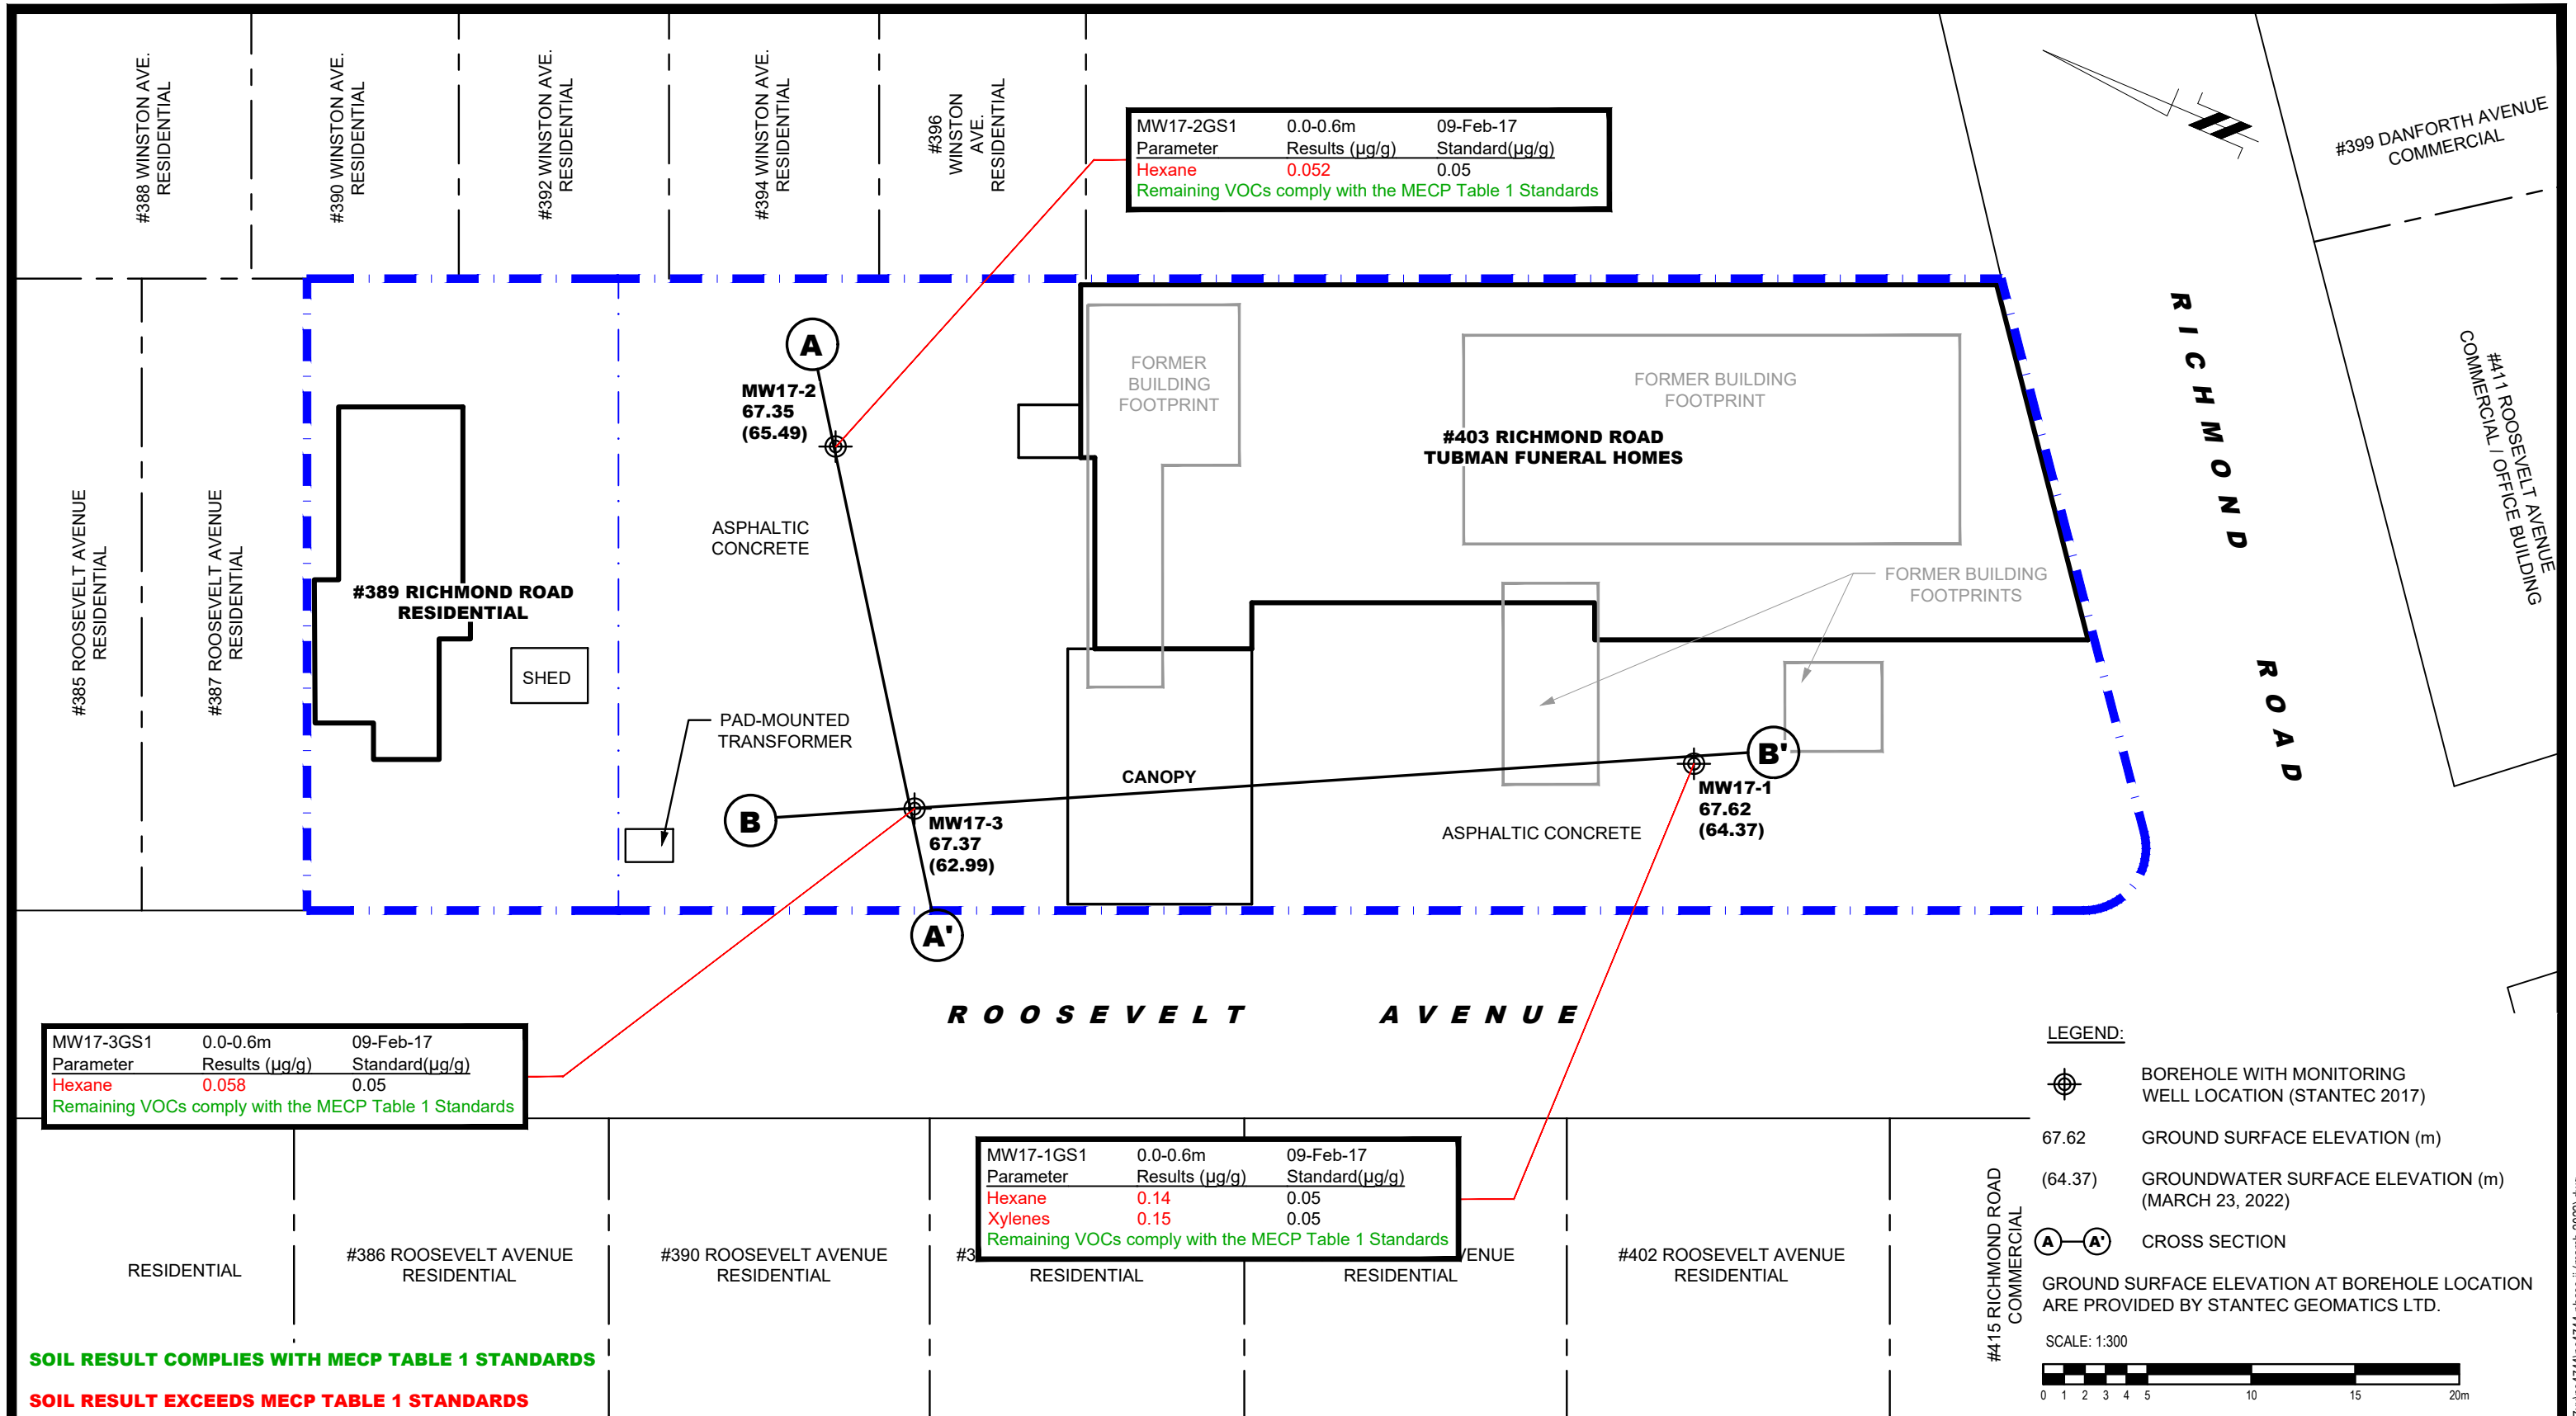 #388 WINSTON AVE.
RESIDENTIAL
#390 WINSTON AVE.
RESIDENTIAL
#392 WINSTON AVE.
RESIDENTIAL
#394 WINSTON AVE.
RESIDENTIAL
#396
WINSTON
AVE.
RESIDENTIAL
MW17-2GS1 0.0-0.6m 09-Feb-17
Parameter Results (µg/g) Standard(µg/g)
Hexane 0.052 0.05
Remaining VOCs comply with the MECP Table 1 Standards
#399 DANFORTH AVENUE
COMMERCIAL
#411 ROOSEVELT AVENUE
COMMERCIAL / OFFICE BUILDING
RICHMOND ROAD
A
MW17-2
67.35
(65.49)
FORMER
BUILDING
FOOTPRINT
FORMER BUILDING
FOOTPRINT
#403 RICHMOND ROAD
TUBMAN FUNERAL HOMES
ASPHALTIC
CONCRETE
#385 ROOSEVELT AVENUE
RESIDENTIAL
#387 ROOSEVELT AVENUE
RESIDENTIAL
#389 RICHMOND ROAD
RESIDENTIAL
SHED
FORMER BUILDING
FOOTPRINTS
PAD-MOUNTED
TRANSFORMER
CANOPY
B
B'
MW17-3
67.37
(62.99)
MW17-1
67.62
(64.37)
ASPHALTIC CONCRETE
A'
ROOSEVELT AVENUE
MW17-3GS1 0.0-0.6m 09-Feb-17
Parameter Results (µg/g) Standard(µg/g)
Hexane 0.058 0.05
Remaining VOCs comply with the MECP Table 1 Standards
MW17-1GS1 0.0-0.6m 09-Feb-17
Parameter Results (µg/g) Standard(µg/g)
Hexane 0.14 0.05
Xylenes 0.15 0.05
Remaining VOCs comply with the MECP Table 1 Standards
RESIDENTIAL
#386 ROOSEVELT AVENUE
RESIDENTIAL
#390 ROOSEVELT AVENUE
RESIDENTIAL
RESIDENTIAL
RESIDENTIAL
#402 ROOSEVELT AVENUE
RESIDENTIAL
#415 RICHMOND ROAD
COMMERCIAL
LEGEND:
BOREHOLE WITH MONITORING
WELL LOCATION (STANTEC 2017)
67.62 GROUND SURFACE ELEVATION (m)
(64.37) GROUNDWATER SURFACE ELEVATION (m)
(MARCH 23, 2022)
A A' CROSS SECTION
GROUND SURFACE ELEVATION AT BOREHOLE LOCATION
ARE PROVIDED BY STANTEC GEOMATICS LTD.
SCALE: 1:300
0 1 2 3 4 5 10 15 20m
SOIL RESULT COMPLIES WITH MECP TABLE 1 STANDARDS
SOIL RESULT EXCEEDS MECP TABLE 1 STANDARDS